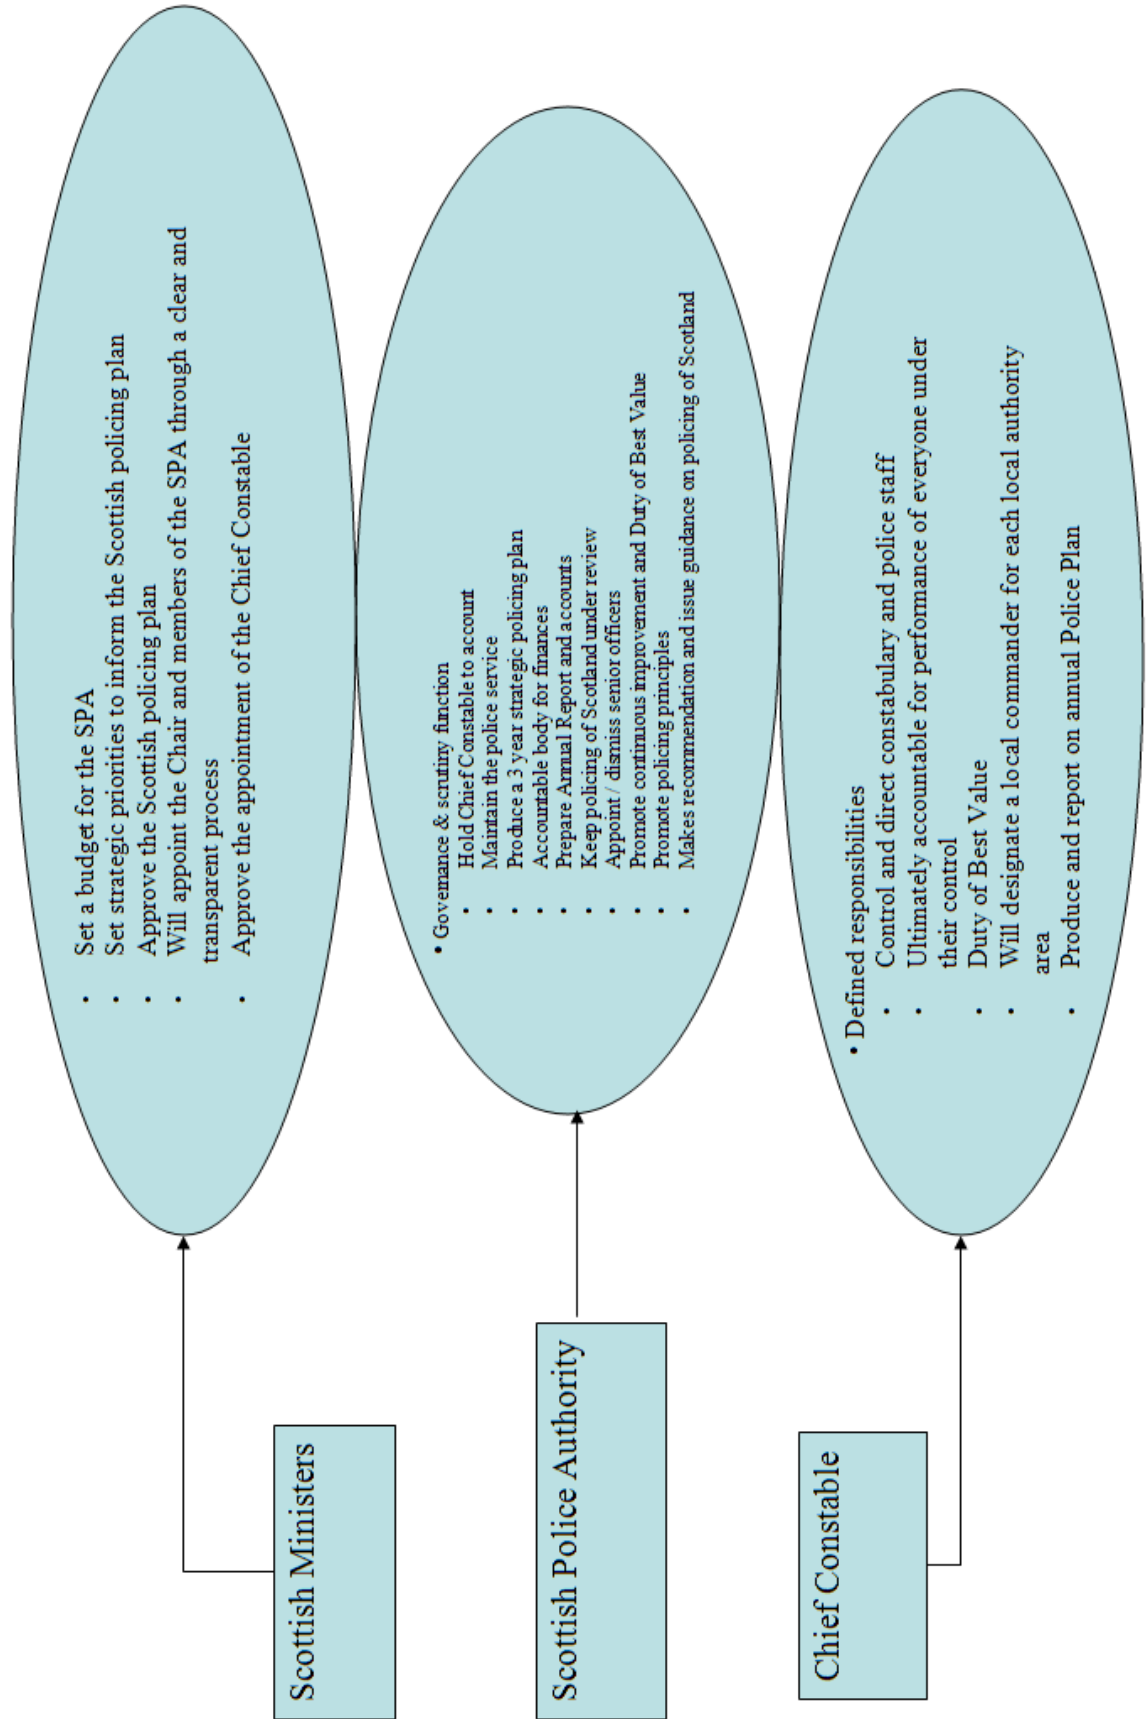 Scottish Ministers
• Set a budget for the SPA
• Set strategic priorities to inform the Scottish policing plan
• Approve the Scottish policing plan
• Will appoint the Chair and members of the SPA through a clear and
transparent process
• Approve the appointment of the Chief Constable
Scottish Police Authority
• Governance & scrutiny function
• Hold Chief Constable to account
• Maintain the police service
• Produce a 3 year strategic policing plan
• Accountable body for finances
• Prepare Annual Report and accounts
• Keep policing of Scotland under review
• Appoint / dismiss senior officers
• Promote continuous improvement and Duty of Best Value
• Promote policing principles
• Makes recommendation and issue guidance on policing of Scotland
Chief Constable
• Defined responsibilities
• Control and direct constabulary and police staff
• Ultimately accountable for performance of everyone under
their control
• Duty of Best Value
• Will designate a local commander for each local authority
area
• Produce and report on annual Police Plan